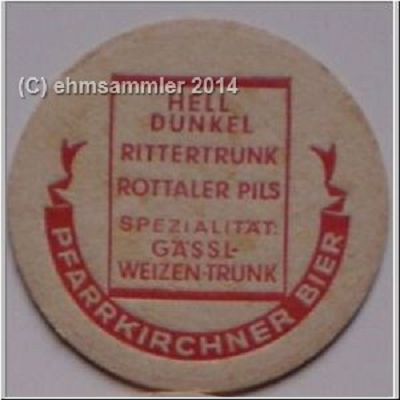 (C) ehmsammler 2014
HELL
DUNKEL
RITTERTRUNK
ROTTALER PILS
SPEZIALITÄT:
GÄSSL-
WEIZEN-TRUNK
PFARRKIRCHNER BIER